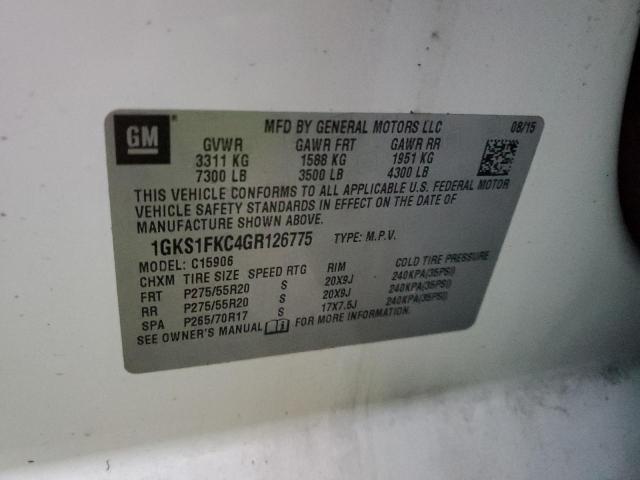 GM ® MFD BY GENERAL MOTORS LLC 08/15
GVWR GAWR FRT GAWR RR
3311 KG 1588 KG 1951 KG
7300 LB 3500 LB 4300 LB
THIS VEHICLE CONFORMS TO ALL APPLICABLE U.S. FEDERAL MOTOR
VEHICLE SAFETY STANDARDS IN EFFECT ON THE DATE OF
MANUFACTURE SHOWN ABOVE.
1GKS1FKC4GR126775 TYPE: M.P.V.
MODEL: C15906
CHXM TIRE SIZE SPEED RTG RIM COLD TIRE PRESSURE
FRT P275/55R20 S 20X9J 240KPA(35PSI)
RR P275/55R20 S 20X9J 240KPA(35PSI)
SPA P265/70R17 S 17X7.5J 240KPA(35PSI)
SEE OWNER'S MANUAL FOR MORE INFORMATION.